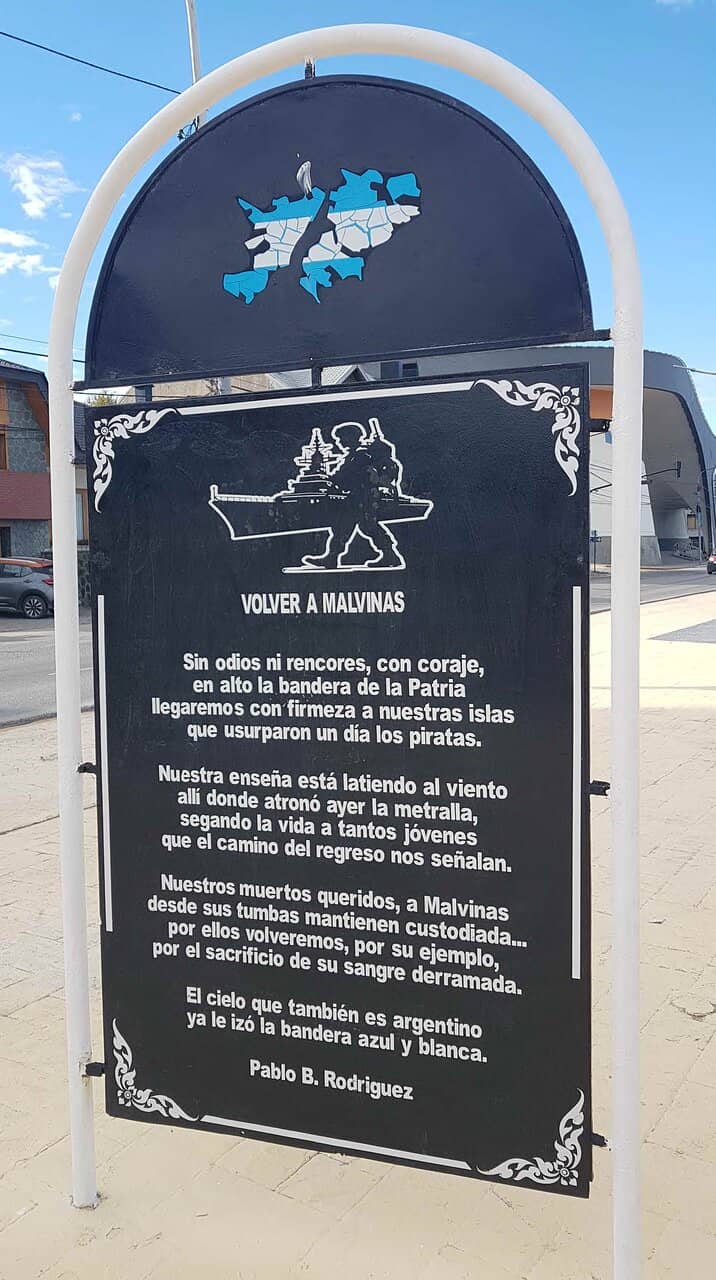 VOLVER A MALVINAS
Sin odios ni rencores, con coraje,
en alto la bandera de la Patria
llegaremos con firmeza a nuestras islas
que usurparon un día los piratas.
Nuestra enseña está latiendo al viento
allí donde atronó ayer la metralla,
segando la vida a tantos jóvenes
que el camino del regreso nos señalan.
Nuestros muertos queridos, a Malvinas
desde sus tumbas mantienen custodiada...
por ellos volveremos, por su ejemplo,
por el sacrificio de su sangre derramada.
El cielo que también es argentino
ya le izó la bandera azul y blanca.
Pablo B. Rodriguez